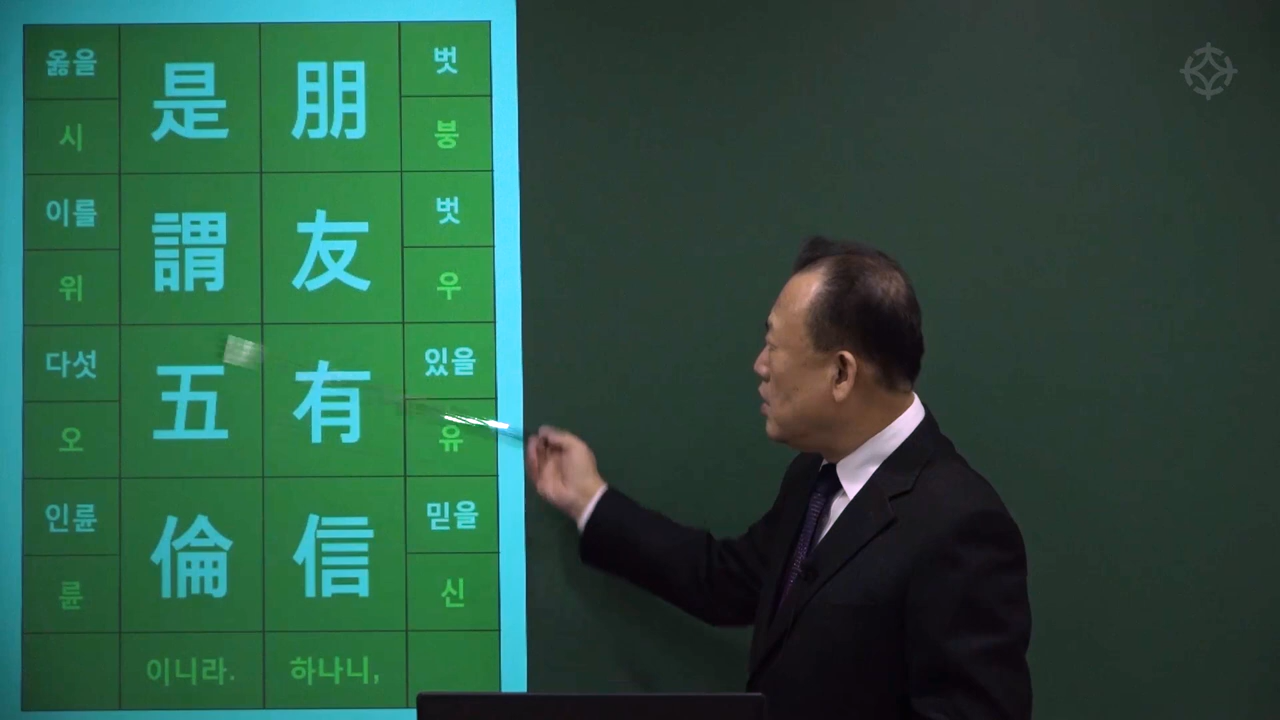 朋友有信
하나니,
벗 붕
벗 우
있을 유
믿을 신
是謂五倫
이니라.
옳을 시
이를 위
다섯 오
인륜 륜